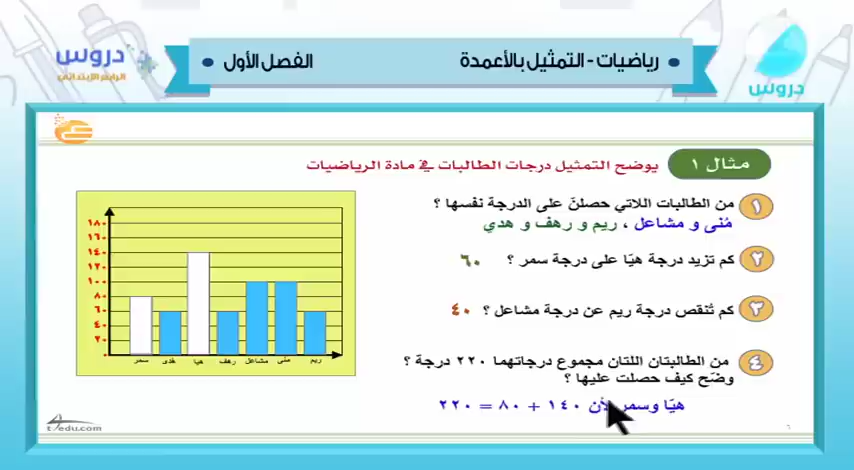 دروس
الرابع الإبتدائي
الفصل الأول
رياضيات - التمثيل بالأعمدة
دروس
مثال ١
يوضح التمثيل درجات الطالبات في مادة الرياضيات
١ من الطالبات اللاتي حصلن على الدرجة نفسها ؟
مُنى و مشاعل ، ريم و رهف و هدي
٢ كم تزيد درجة هيّا على درجة سمر ؟ ٦٠
٣ كم تُنقص درجة ريم عن درجة مشاعل ؟ ٤٠
٤ من الطالبتان اللتان مجموع درجاتهما ٢٢٠ درجة ؟
وضّح كيف حصلت عليها ؟
هيّا وسمر لأن ١٤٠ + ٨٠ = ٢٢٠
١٨٠
١٦٠
١٤٠
١٢٠
١٠٠
٨٠
٦٠
٤٠
٢٠
٠
ريم منى مشاعل رهف هيا هدى سمر
٦